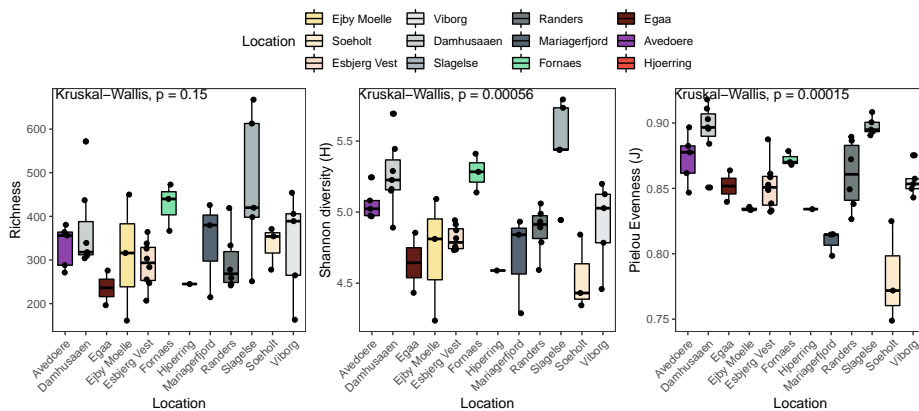 Location
Ejby Moelle
Viborg
Randers
Egaa
Soeholt
Damhusaaen
Mariagerfjord
Avedoere
Esbjerg Vest
Slagelse
Fornaes
Hjoerring
Kruskal−Wallis, p = 0.15
600
500
400
300
200
Richness
Avedoere
Damhusaaen
Egaa
Ejby Moelle
Esbjerg Vest
Fornaes
Hjoerring
Mariagerfjord
Randers
Slagelse
Soeholt
Viborg
Location
Kruskal−Wallis, p = 0.00056
5.5
5.0
4.5
Shannon diversity (H)
Avedoere
Damhusaaen
Egaa
Ejby Moelle
Esbjerg Vest
Fornaes
Hjoerring
Mariagerfjord
Randers
Slagelse
Soeholt
Viborg
Location
Kruskal−Wallis, p = 0.00015
0.90
0.85
0.80
0.75
Pielou Evenness (J)
Avedoere
Damhusaaen
Egaa
Ejby Moelle
Esbjerg Vest
Fornaes
Hjoerring
Mariagerfjord
Randers
Slagelse
Soeholt
Viborg
Location